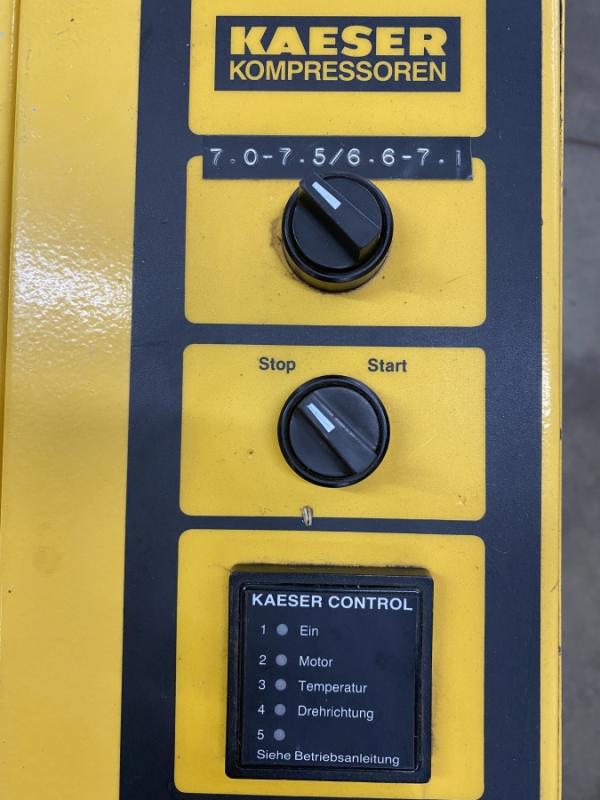 KAESER
KOMPRESSOREN
7.0-7.5/6.6-7.1
Stop Start
KAESER CONTROL
1 Ein
2 Motor
3 Temperatur
4 Drehrichtung
5
Siehe Betriebsanleitung